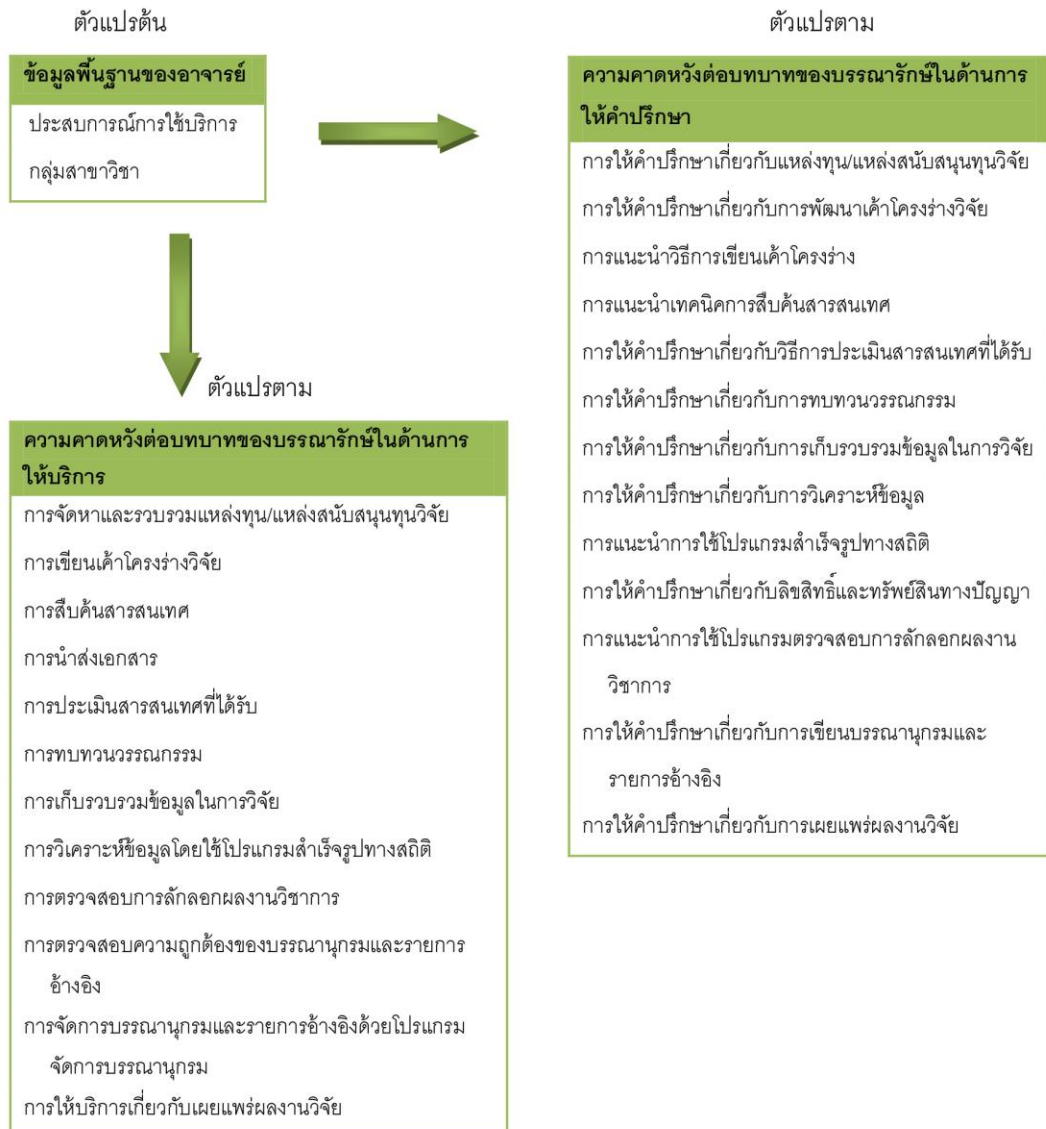 ตัวแปรต้น
ข้อมูลพื้นฐานของอาจารย์
ประสบการณ์การใช้บริการ
กลุ่มสาขาวิชา
ตัวแปรตาม
ความคาดหวังต่อบทบาทของบรรณารักษ์ในด้านการ
ให้คำปรึกษา
การให้คำปรึกษาเกี่ยวกับแหล่งทุน/แหล่งสนับสนุนทุนวิจัย
การให้คำปรึกษาเกี่ยวกับการพัฒนาเค้าโครงร่างวิจัย
การแนะนำวิธีการเขียนเค้าโครงร่าง
การแนะนำเทคนิคการสืบค้นสารสนเทศ
การให้คำปรึกษาเกี่ยวกับวิธีการประเมินสารสนเทศที่ได้รับ
การให้คำปรึกษาเกี่ยวกับการทบทวนวรรณกรรม
การให้คำปรึกษาเกี่ยวกับการเก็บรวบรวมข้อมูลในการวิจัย
การให้คำปรึกษาเกี่ยวกับการวิเคราะห์ข้อมูล
การแนะนำการใช้โปรแกรมสำเร็จรูปทางสถิติ
การให้คำปรึกษาเกี่ยวกับลิขสิทธิ์และทรัพย์สินทางปัญญา
การแนะนำการใช้โปรแกรมตรวจสอบการลักลอกผลงาน
วิชาการ
การให้คำปรึกษาเกี่ยวกับการเขียนบรรณานุกรมและ
รายการอ้างอิง
การให้คำปรึกษาเกี่ยวกับการเผยแพร่ผลงานวิจัย
ตัวแปรตาม
ความคาดหวังต่อบทบาทของบรรณารักษ์ในด้านการ
ให้บริการ
การจัดหาและรวบรวมแหล่งทุน/แหล่งสนับสนุนทุนวิจัย
การเขียนเค้าโครงร่างวิจัย
การสืบค้นสารสนเทศ
การนำส่งเอกสาร
การประเมินสารสนเทศที่ได้รับ
การทบทวนวรรณกรรม
การเก็บรวบรวมข้อมูลในการวิจัย
การวิเคราะห์ข้อมูลโดยใช้โปรแกรมสำเร็จรูปทางสถิติ
การตรวจสอบการลักลอกผลงานวิชาการ
การตรวจสอบความถูกต้องของบรรณานุกรมและรายการ
อ้างอิง
การจัดการบรรณานุกรมและรายการอ้างอิงด้วยโปรแกรม
จัดการบรรณานุกรม
การให้บริการเกี่ยวกับเผยแพร่ผลงานวิจัย